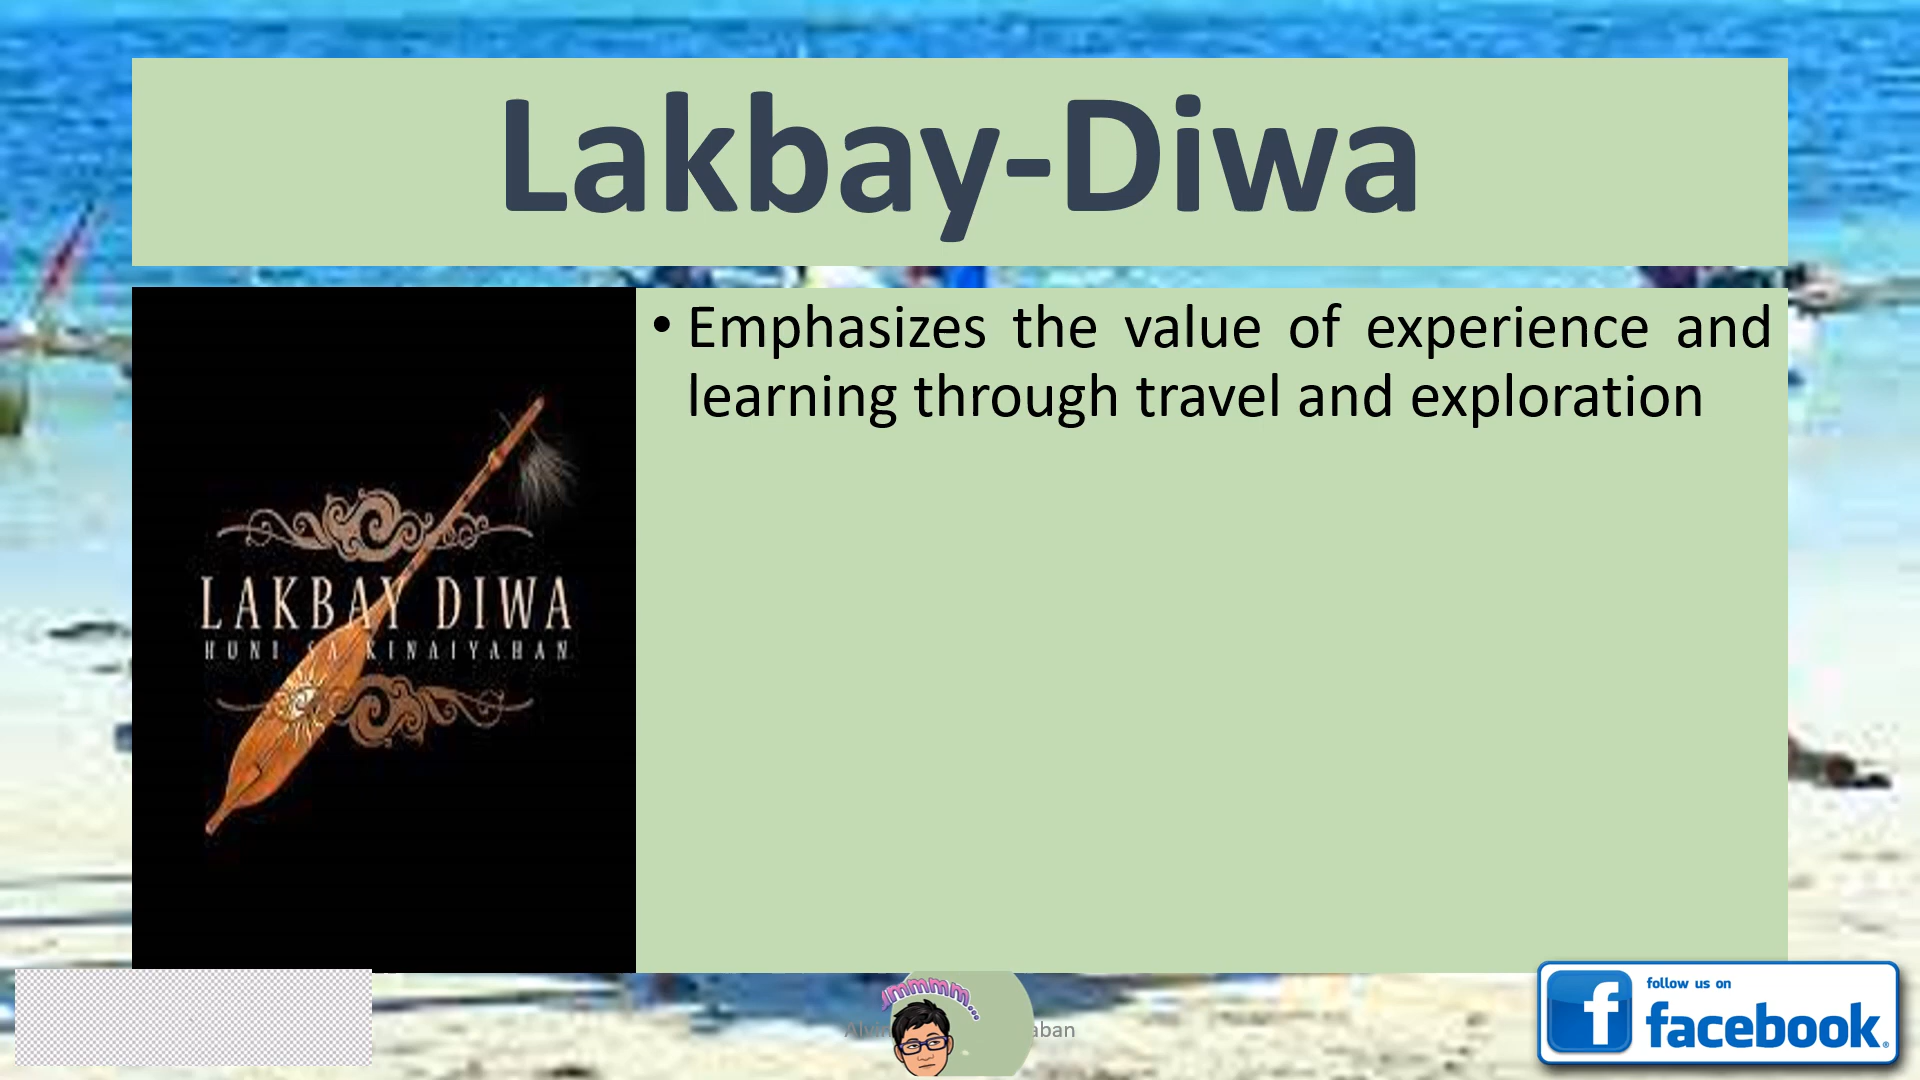 Lakbay-Diwa
• Emphasizes the value of experience and
learning through travel and exploration
LAKBAY DIWA
HUNI SA KINAIYAHAN
Jmmmm...
follow us on
facebook